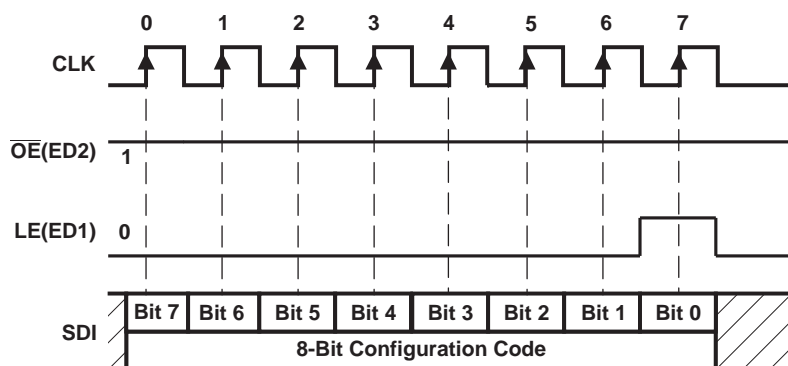 0 1 2 3 4 5 6 7
CLK
OE(ED2) 1
LE(ED1) 0
SDI
Bit 7 Bit 6 Bit 5 Bit 4 Bit 3 Bit 2 Bit 1 Bit 0
8-Bit Configuration Code